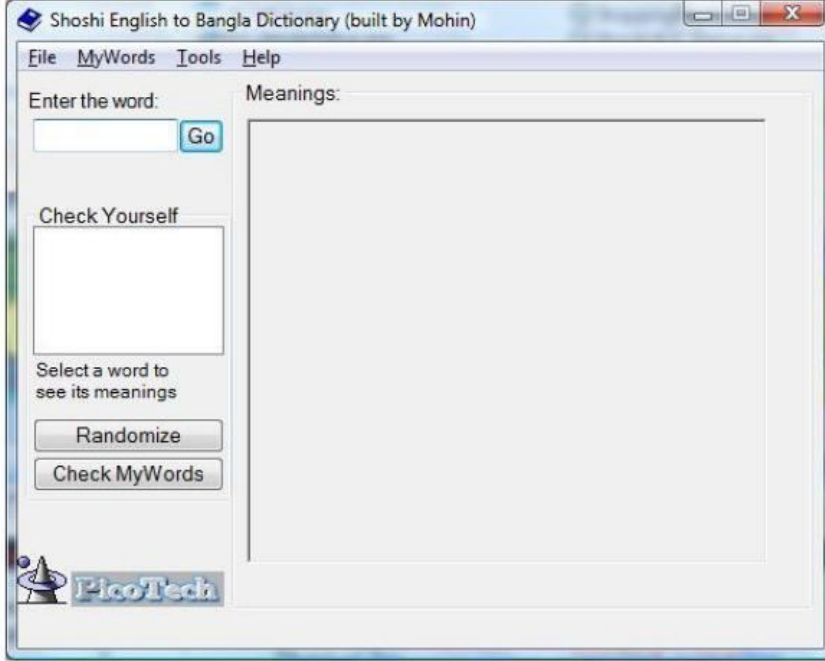 Shoshi English to Bangla Dictionary (built by Mohin)
File MyWords Tools Help
Enter the word:
Go
Meanings:
Check Yourself
Select a word to
see its meanings
Randomize
Check MyWords
PicoTech